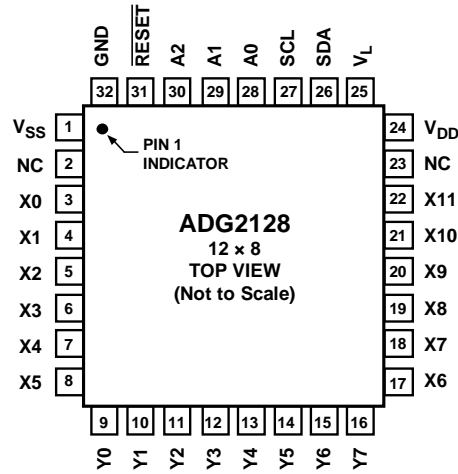 GND
RESET
A2
A1
A0
SCL
SDA
VL
32
31
30
29
28
27
26
25
VSS 1
NC 2
X0 3
X1 4
X2 5
X3 6
X4 7
X5 8
PIN 1
INDICATOR
ADG2128
12 × 8
TOP VIEW
(Not to Scale)
24 VDD
23 NC
22 X11
21 X10
20 X9
19 X8
18 X7
17 X6
9
10
11
12
13
14
15
16
Y0
Y1
Y2
Y3
Y4
Y5
Y6
Y7